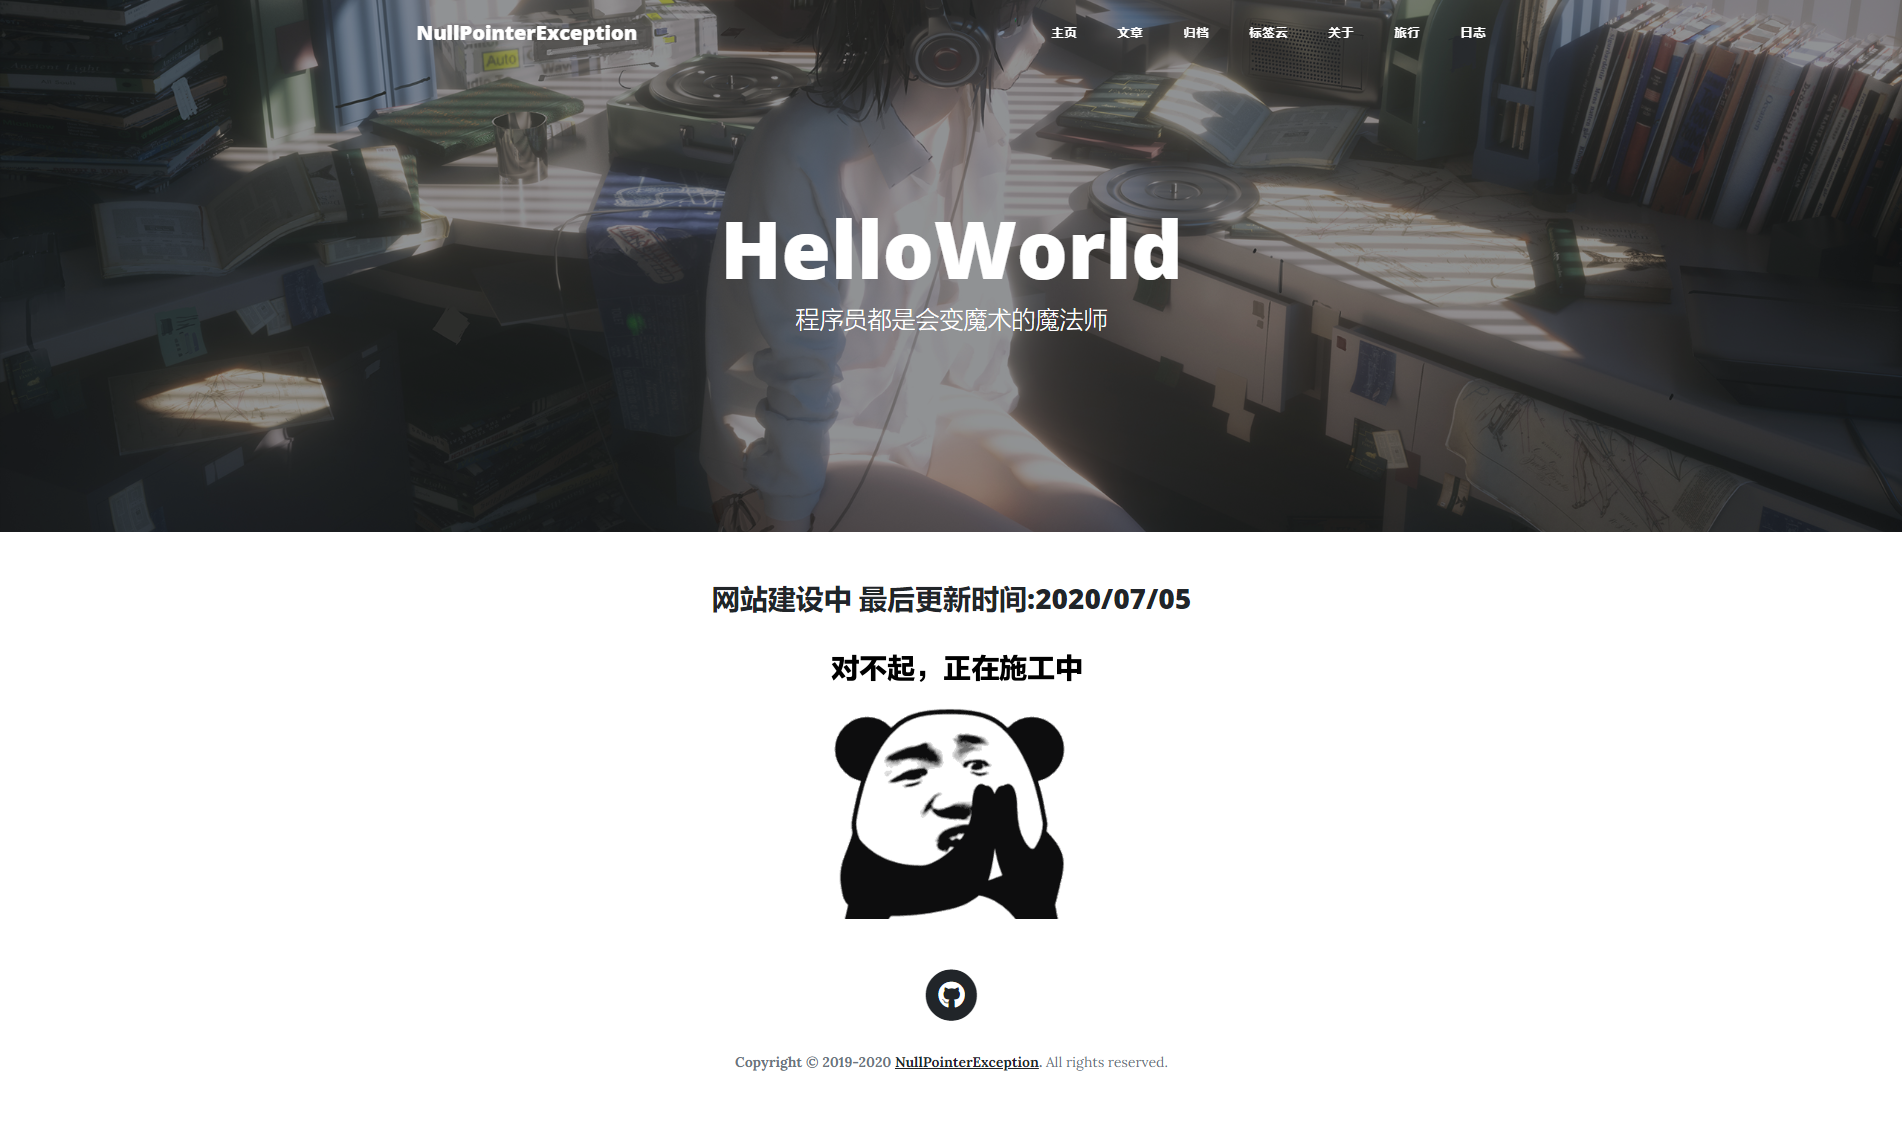 NullPointerException
主页 文章 归档 标签云 关于 旅行 日志
Auto
HelloWorld
程序员都是会变魔术的魔法师
网站建设中 最后更新时间:2020/07/05
对不起，正在施工中
Copyright © 2019-2020 NullPointerException. All rights reserved.